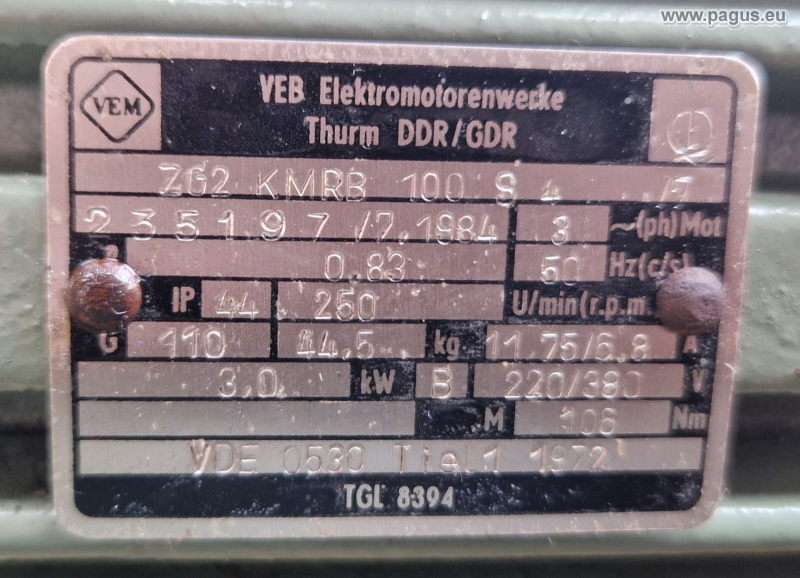 www.pagus.eu
VEM
VEB Elektromotorenwerke
Thurm DDR/GDR
ZG2 KMRB 100 S 4
235197/7.1984 3 ~(ph) Mot
0.83 50 Hz(c/s)
IP 44 250 U/min(r.p.m.
G 110 44.5 kg 11.75/6.8 A
3.0 kW B 220/380 V
M 106 Nm
VDE 0530 Tiel1 1972
TGL 8394